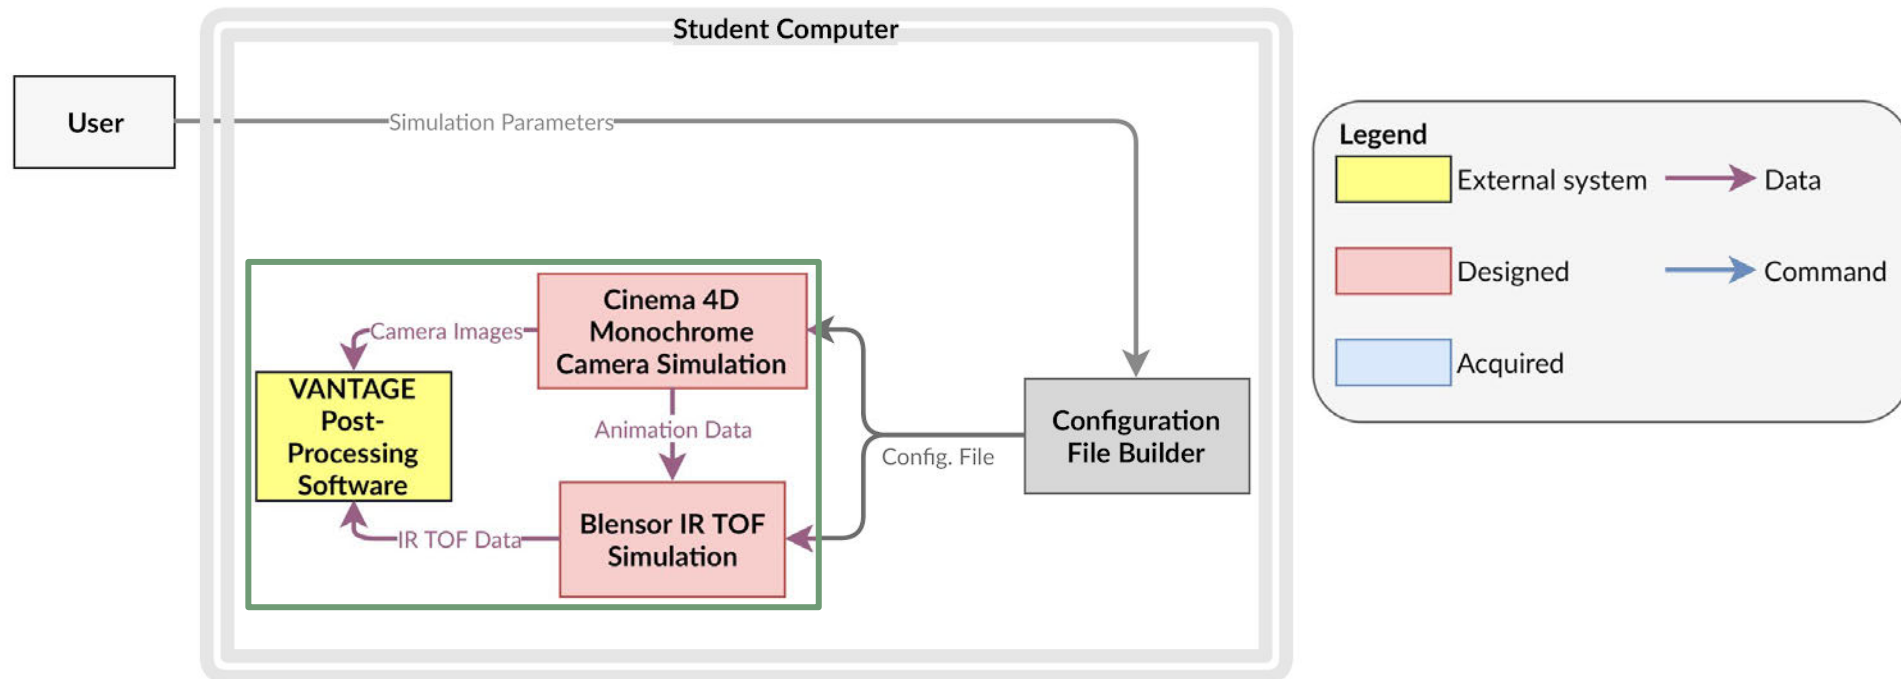 Student Computer
User
Simulation Parameters
Legend
External system
Data
Designed
Command
Acquired
Cinema 4D
Monochrome
Camera Simulation
Camera Images
VANTAGE
Post-
Processing
Software
Animation Data
Configuration
File Builder
Config. File
IR TOF Data
Blensor IR TOF
Simulation